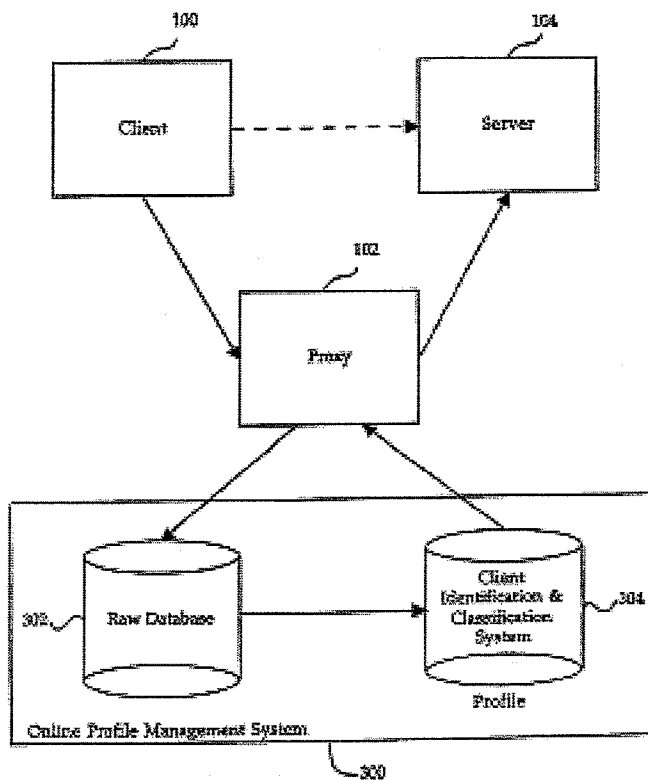 100
104
Client
Server
102
Proxy
302
Raw Database
Client
Identification &
Classification
System
304
Profile
Online Profile Management System
300